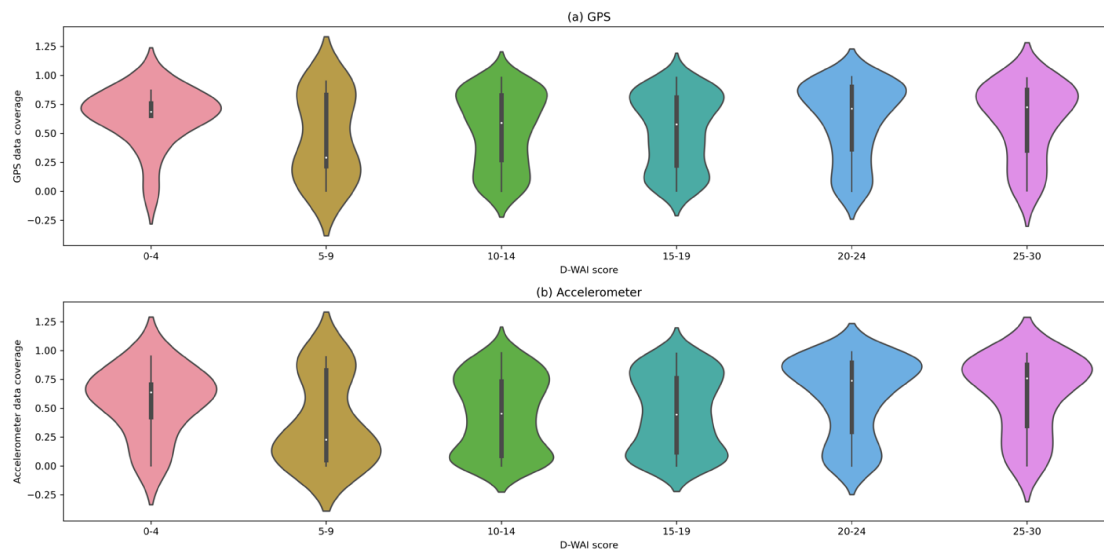 (a) GPS
GPS data coverage
1.25
1.00
0.75
0.50
0.25
0.00
−0.25
0-4 5-9 10-14 15-19 20-24 25-30
D-WAI score
(b) Accelerometer
Accelerometer data coverage
1.25
1.00
0.75
0.50
0.25
0.00
−0.25
0-4 5-9 10-14 15-19 20-24 25-30
D-WAI score